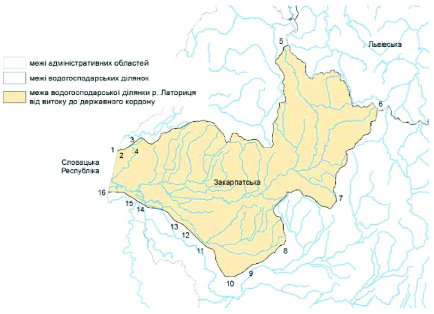 5
Львівська
межі адміністративних областей
межі водогосподарських ділянок
межа водогосподарської ділянки р. Латориця
від витоку до державного кордону
6
3
1
2
4
Словацька
Республіка
Закарпатська
16
15
14
7
13
12
11
8
9
10